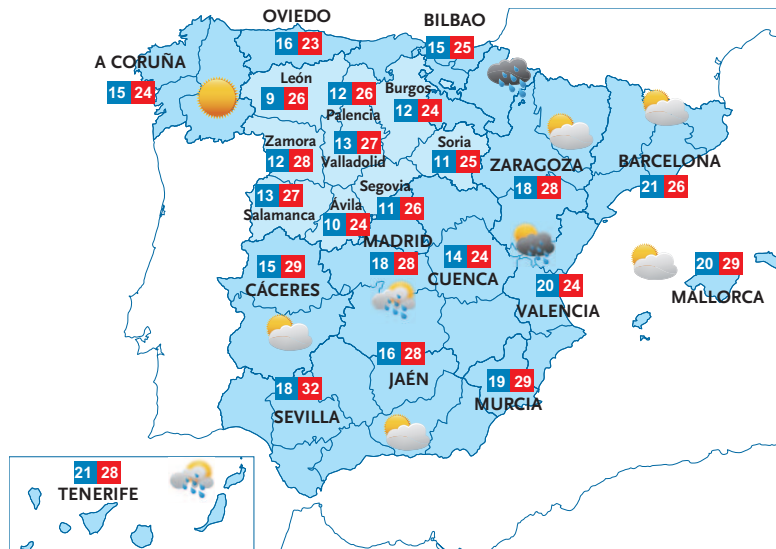 OVIEDO
16 23
BILBAO
15 25
A CORUÑA
15 24
León
9 26
12 26
Palencia
Burgos
12 24
Zamora
12 28
13 27
Valladolid
Soria
11 25
ZARAGOZA
18 28
BARCELONA
21 26
13 27
Salamanca
Ávila
10 24
Segovia
11 26
MADRID
18 28
14 24
CUENCA
15 29
CÁCERES
20 24
VALENCIA
20 29
MALLORCA
16 28
JAÉN
19 29
MURCIA
18 32
SEVILLA
21 28
TENERIFE